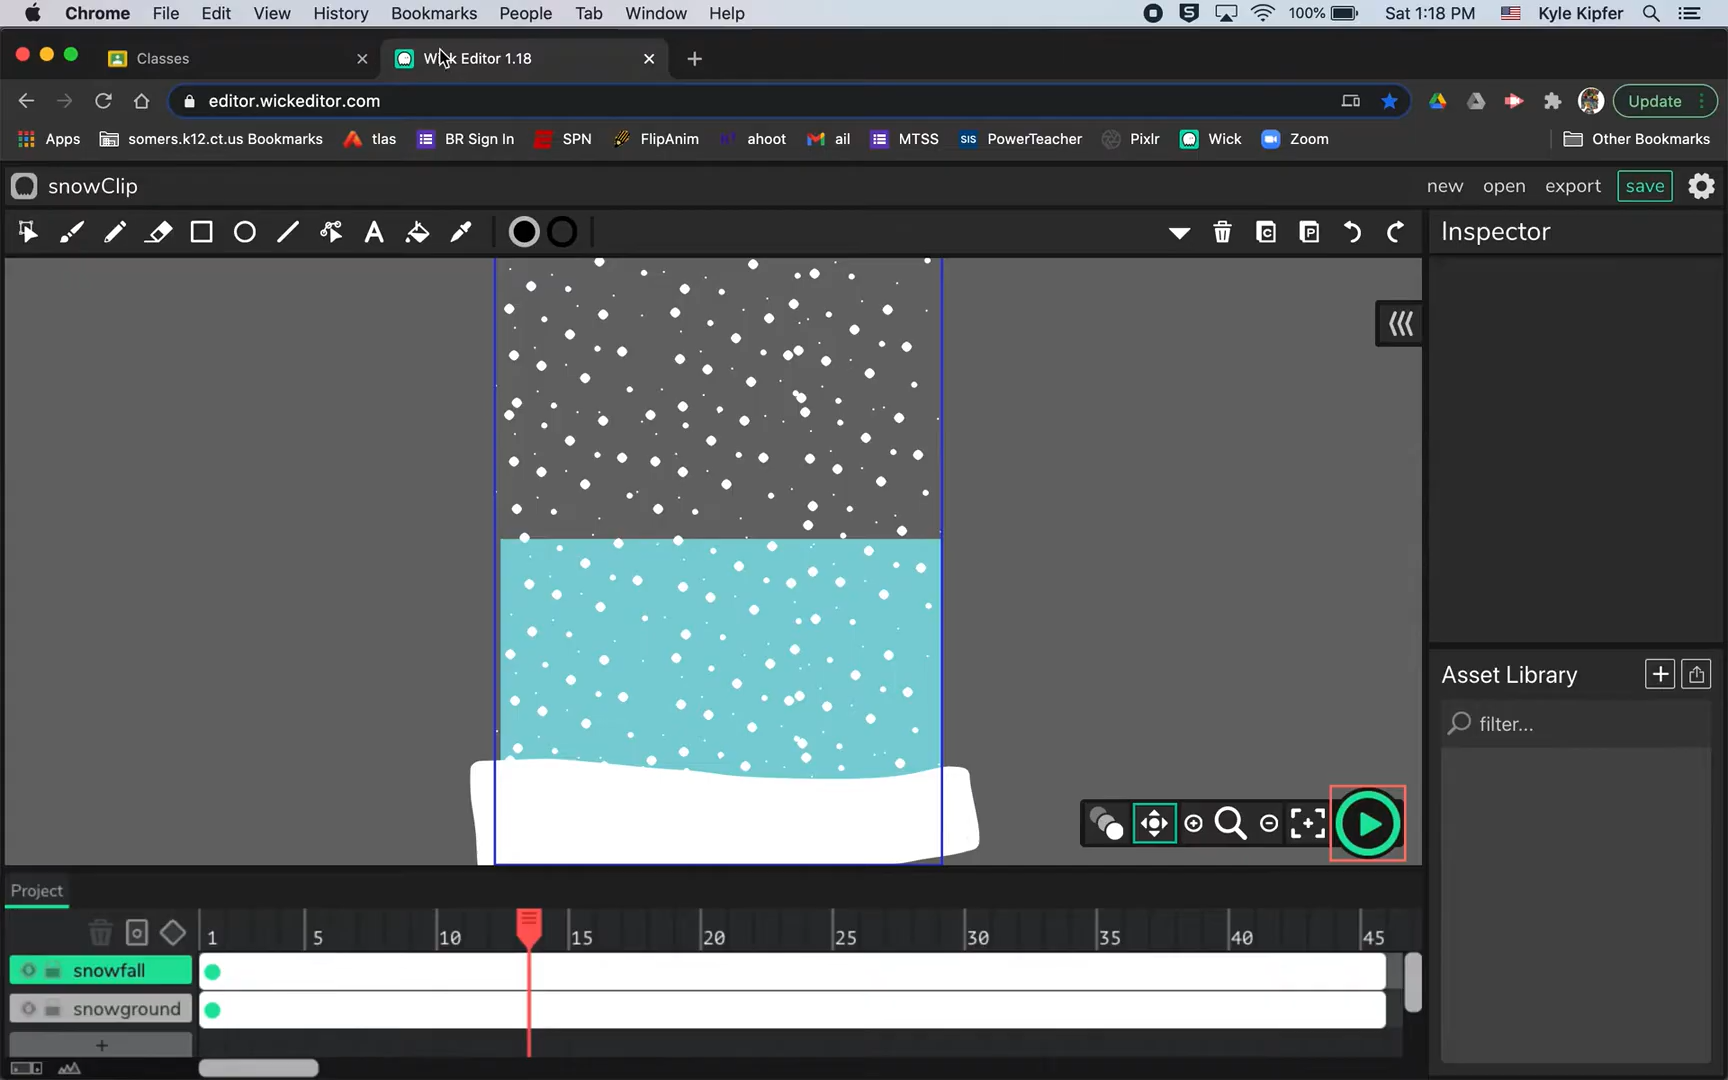 Chrome File Edit View History Bookmarks People Tab Window Help 100% Sat 1:18 PM Kyle Kipfer
Classes Wick Editor 1.18
editor.wickeditor.com Update
Apps somers.k12.ct.us Bookmarks tlas BR Sign In SPN FlipAnim ahoot ail MTSS SIS PowerTeacher Pixlr Wick Zoom Other Bookmarks
snowClip new open export save
Inspector
Asset Library
filter...
Project
1 5 10 15 20 25 30 35 40 45
snowfall
snowground